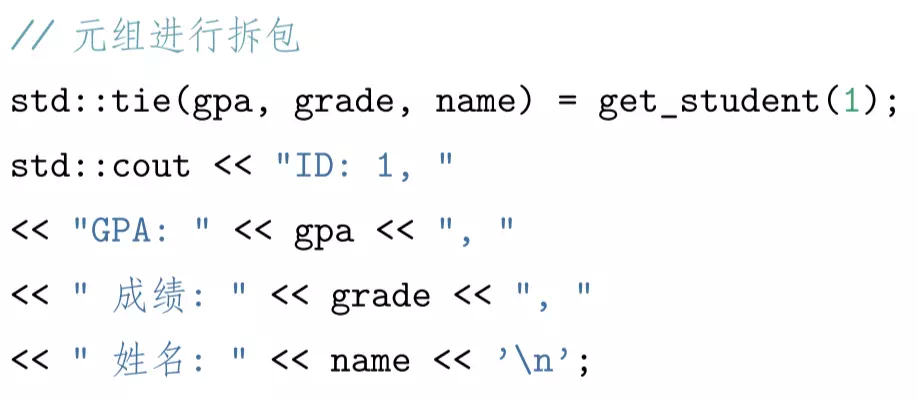 // 元组进行拆包
std::tie(gpa, grade, name) = get_student(1);
std::cout << "ID: 1, "
<< "GPA: " << gpa << ", "
<< " 成绩: " << grade << ", "
<< " 姓名: " << name << '\n';